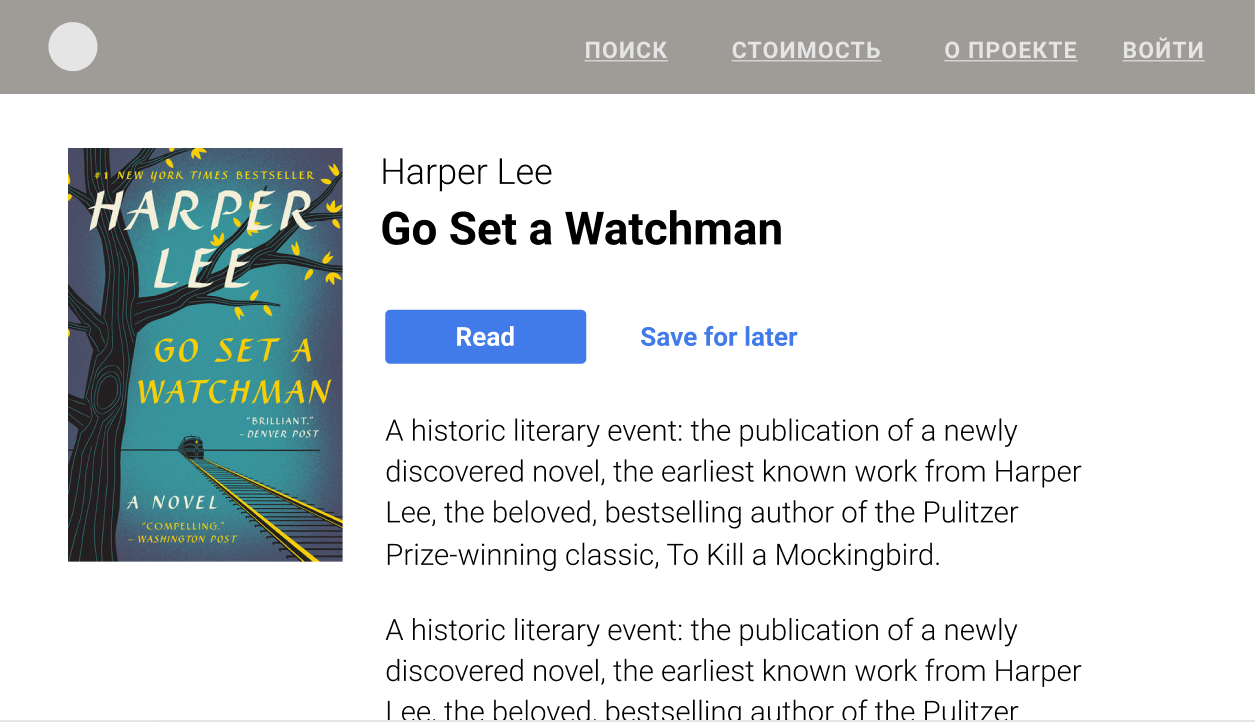 ПОИСК СТОИМОСТЬ О ПРОЕКТЕ ВОЙТИ
#1 NEW YORK TIMES BESTSELLER
HARPER
LEE
GO SET A
WATCHMAN
"BRILLIANT."
- DENVER POST
A NOVEL
"COMPELLING."
- WASHINGTON POST
Harper Lee
Go Set a Watchman
Read Save for later
A historic literary event: the publication of a newly
discovered novel, the earliest known work from Harper
Lee, the beloved, bestselling author of the Pulitzer
Prize-winning classic, To Kill a Mockingbird.
A historic literary event: the publication of a newly
discovered novel, the earliest known work from Harper
Lee, the beloved, bestselling author of the Pulitzer